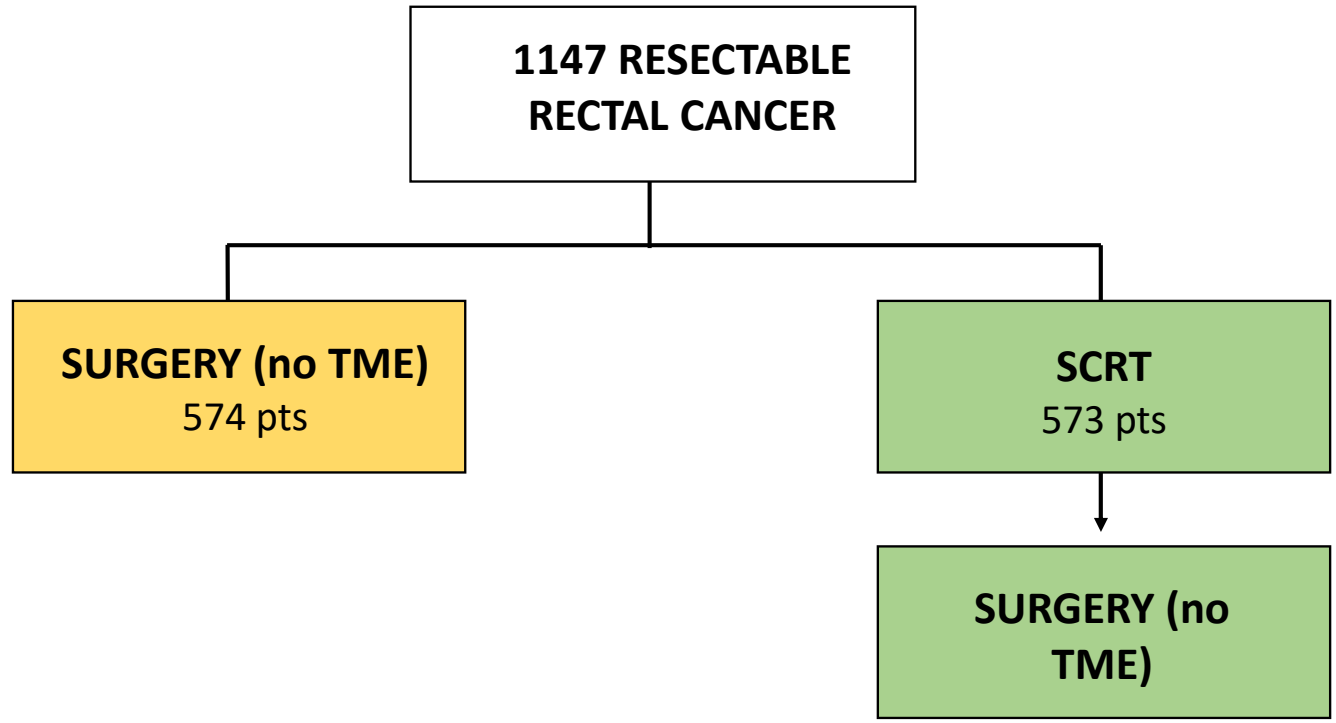 1147 RESECTABLE
RECTAL CANCER
SURGERY (no TME)
574 pts
SCRT
573 pts
SURGERY (no
TME)